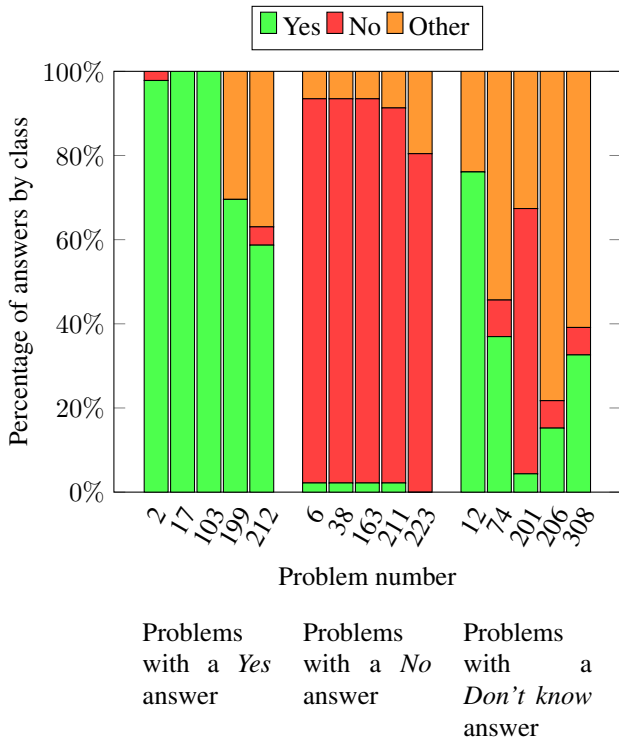 Yes No Other
Percentage of answers by class
100%
80%
60%
40%
20%
0%
2 17 103 199 212 6 38 163 211 223 12 74 201 206 308
Problem number
Problems
with a Yes
answer
Problems
with a No
answer
Problems
with a
Don't know
answer